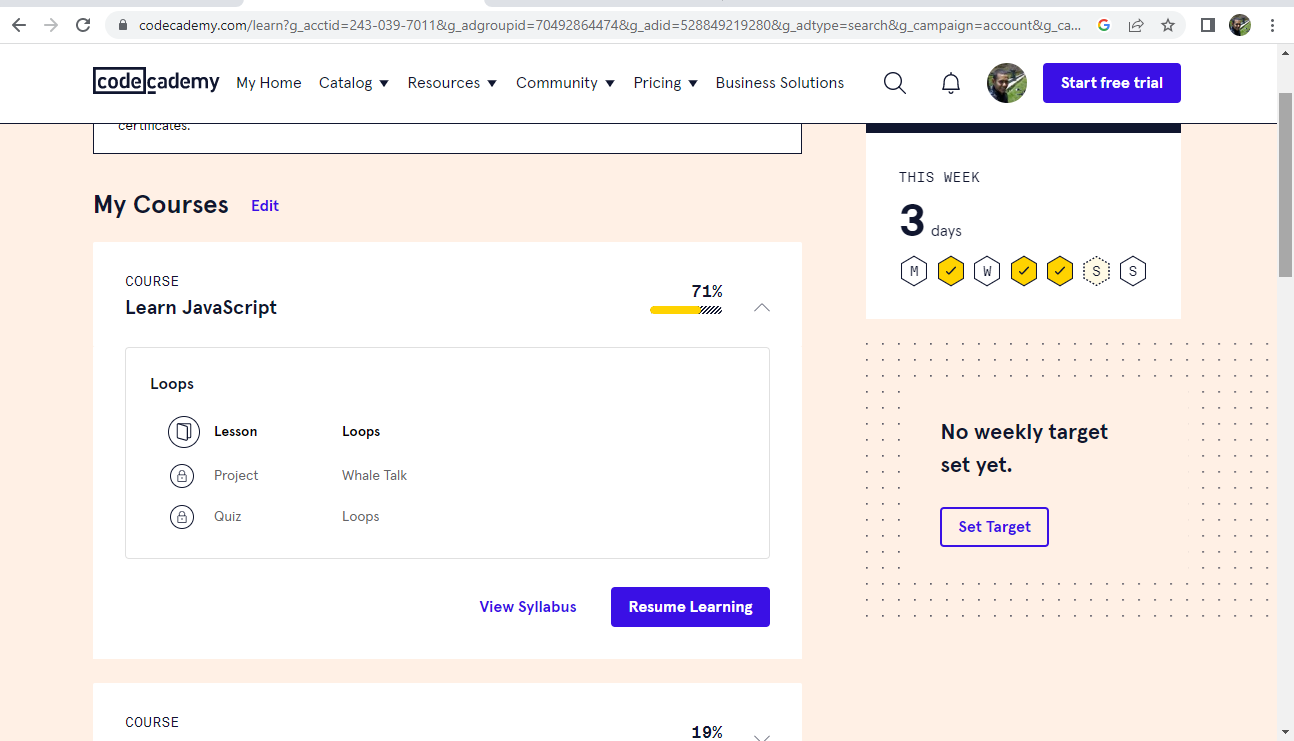 codecademy.com/learn?g_acctid=243-039-7011&g_adgroupid=70492864474&g_adid=528849219280&g_adtype=search&g_campaign=account&g_ca...
codecademy My Home Catalog Resources Community Pricing Business Solutions Start free trial
certificates.
My Courses Edit
COURSE
Learn JavaScript
71%
Loops
Lesson Loops
Project Whale Talk
Quiz Loops
View Syllabus Resume Learning
COURSE
19%
THIS WEEK
3 days
M W S S
No weekly target
set yet.
Set Target